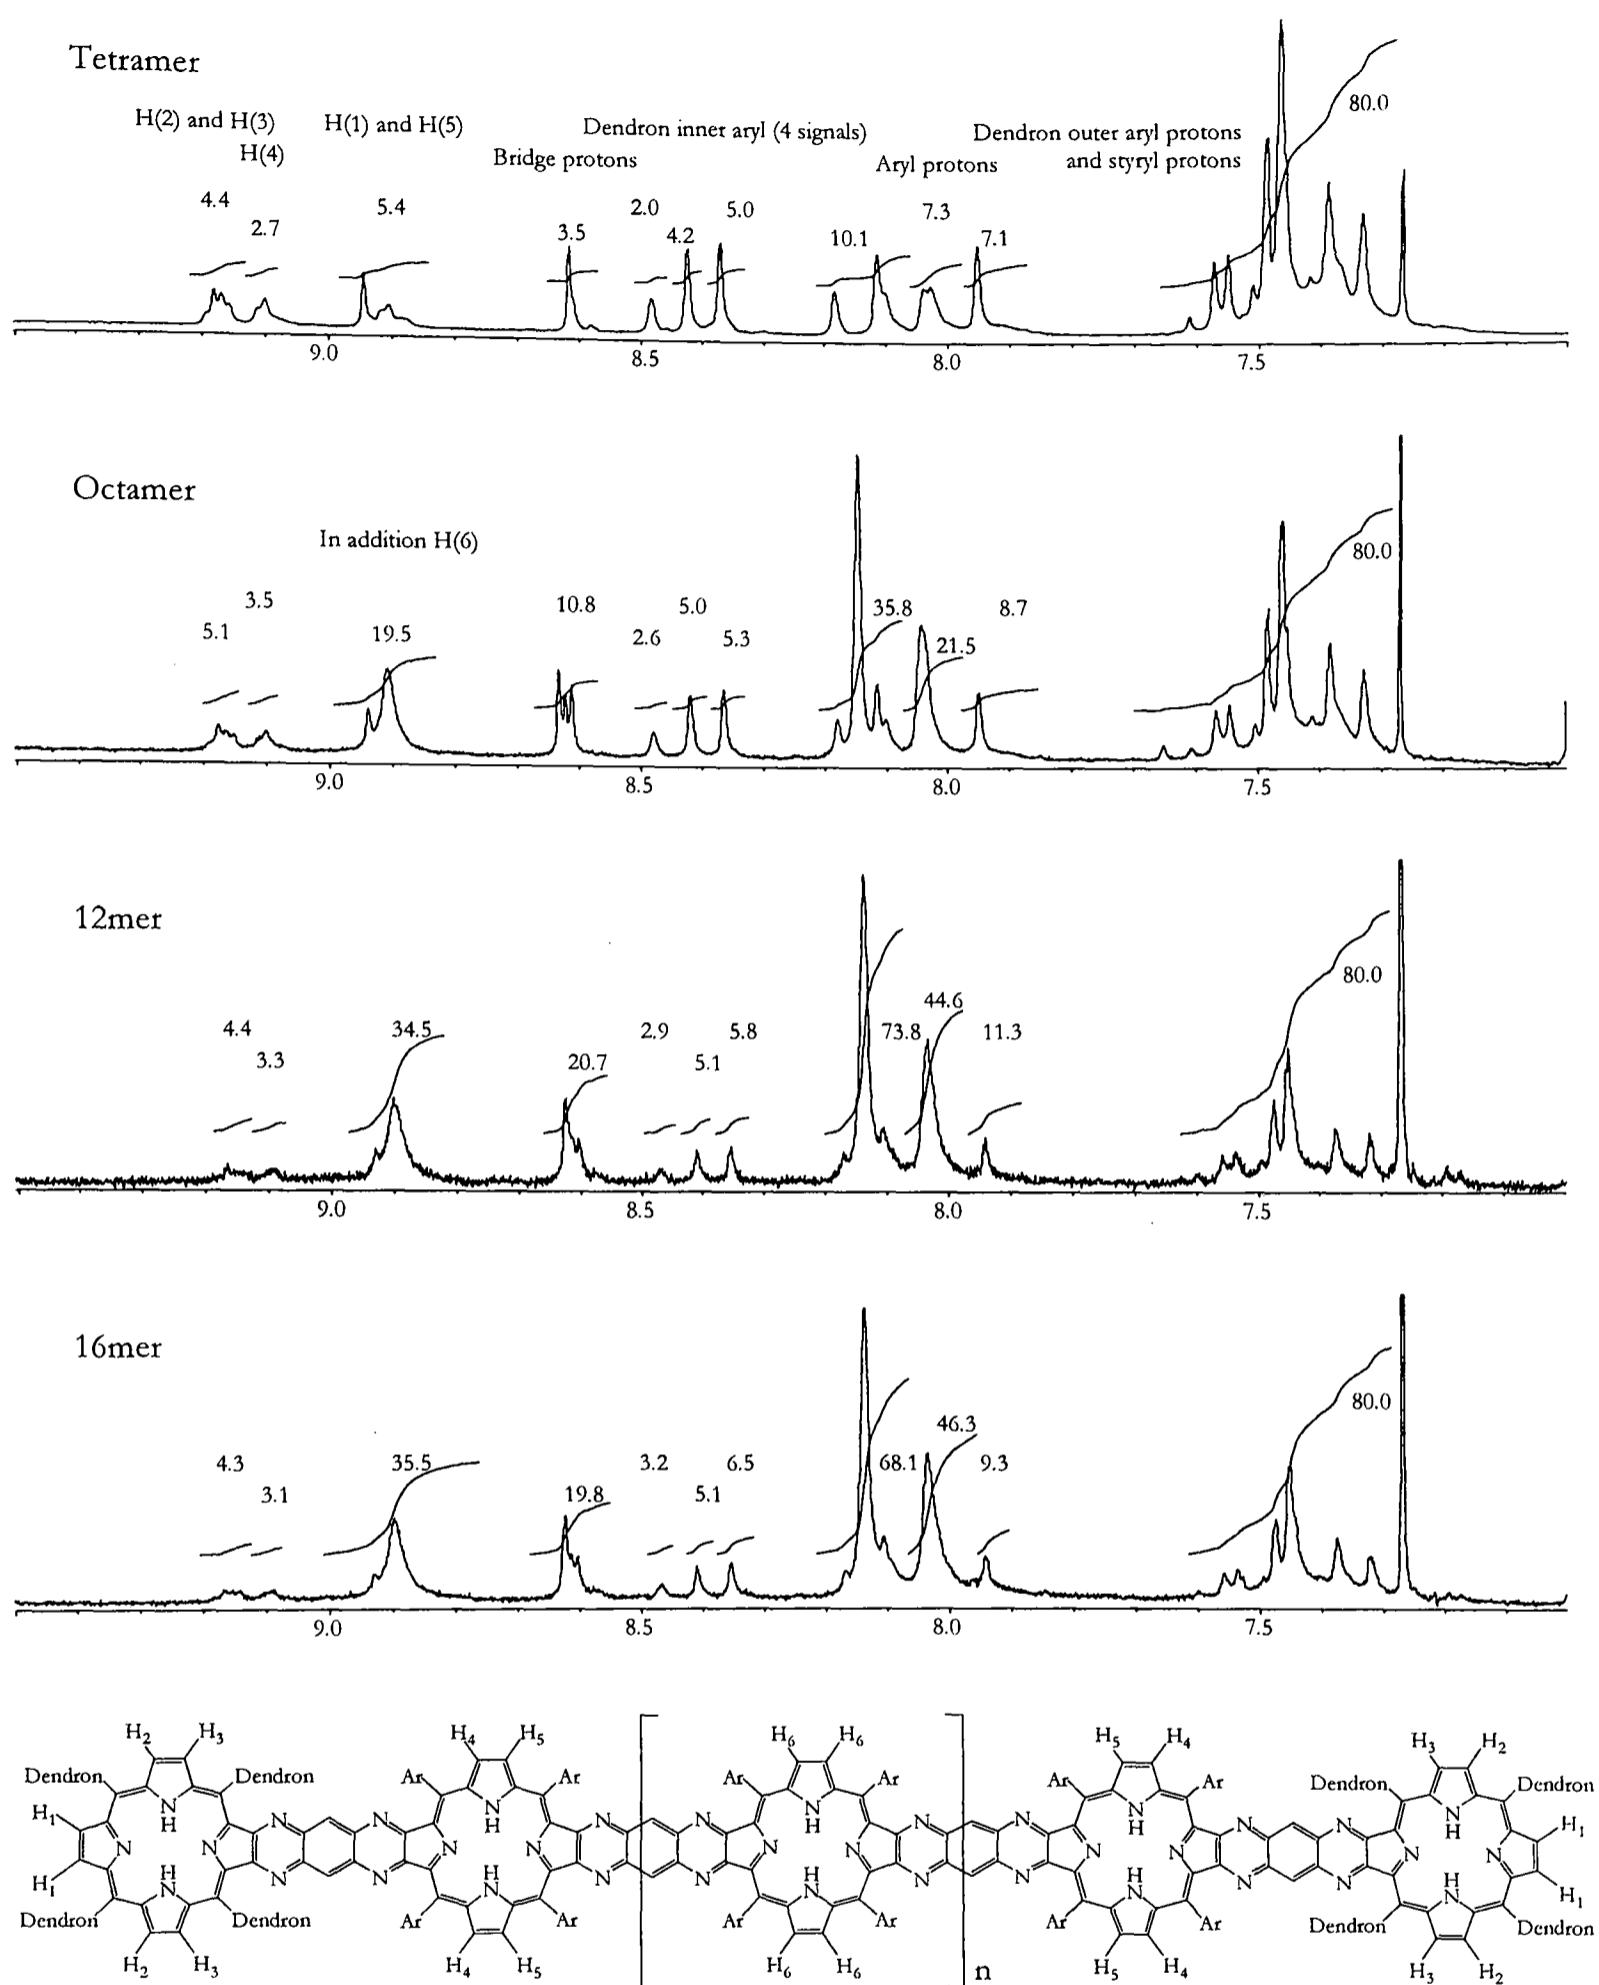 Tetramer
H(2) and H(3)
H(4)
H(1) and H(5)
Bridge protons
Dendron inner aryl (4 signals)
Aryl protons
Dendron outer aryl protons
and styryl protons
4.4
2.7
5.4
3.5
2.0
4.2
5.0
10.1
7.3
7.1
80.0
9.0 8.5 8.0 7.5
Octamer
In addition H(6)
5.1
3.5
19.5
10.8
2.6
5.0
5.3
35.8
21.5
8.7
80.0
9.0 8.5 8.0 7.5
12mer
4.4
3.3
34.5
20.7
2.9
5.1
5.8
73.8
44.6
11.3
80.0
9.0 8.5 8.0 7.5
16mer
4.3
3.1
35.5
19.8
3.2
5.1
6.5
68.1
46.3
9.3
80.0
9.0 8.5 8.0 7.5
H2 H3 H4 H5 H6 H6 H5 H4 H3 H2
Dendron Dendron Ar Ar Ar Ar Ar Ar Dendron Dendron
H1 N H N N N H N N N H N N N H N N N H H1
N N N N N N N N N N
H1 H N N N H N N N H N N N H N N N H N H1
Dendron Dendron Ar Ar Ar Ar Ar Ar Dendron Dendron
H2 H3 H4 H5 H6 H6 n H5 H4 H3 H2